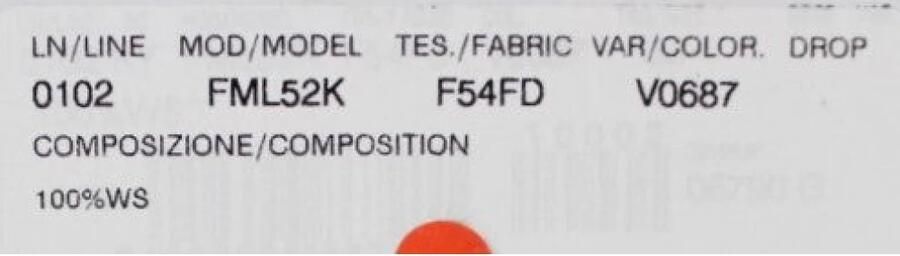 LN/LINE MOD/MODEL TES./FABRIC VAR/COLOR. DROP
0102 FML52K F54FD V0687
COMPOSIZIONE/COMPOSITION
100%WS